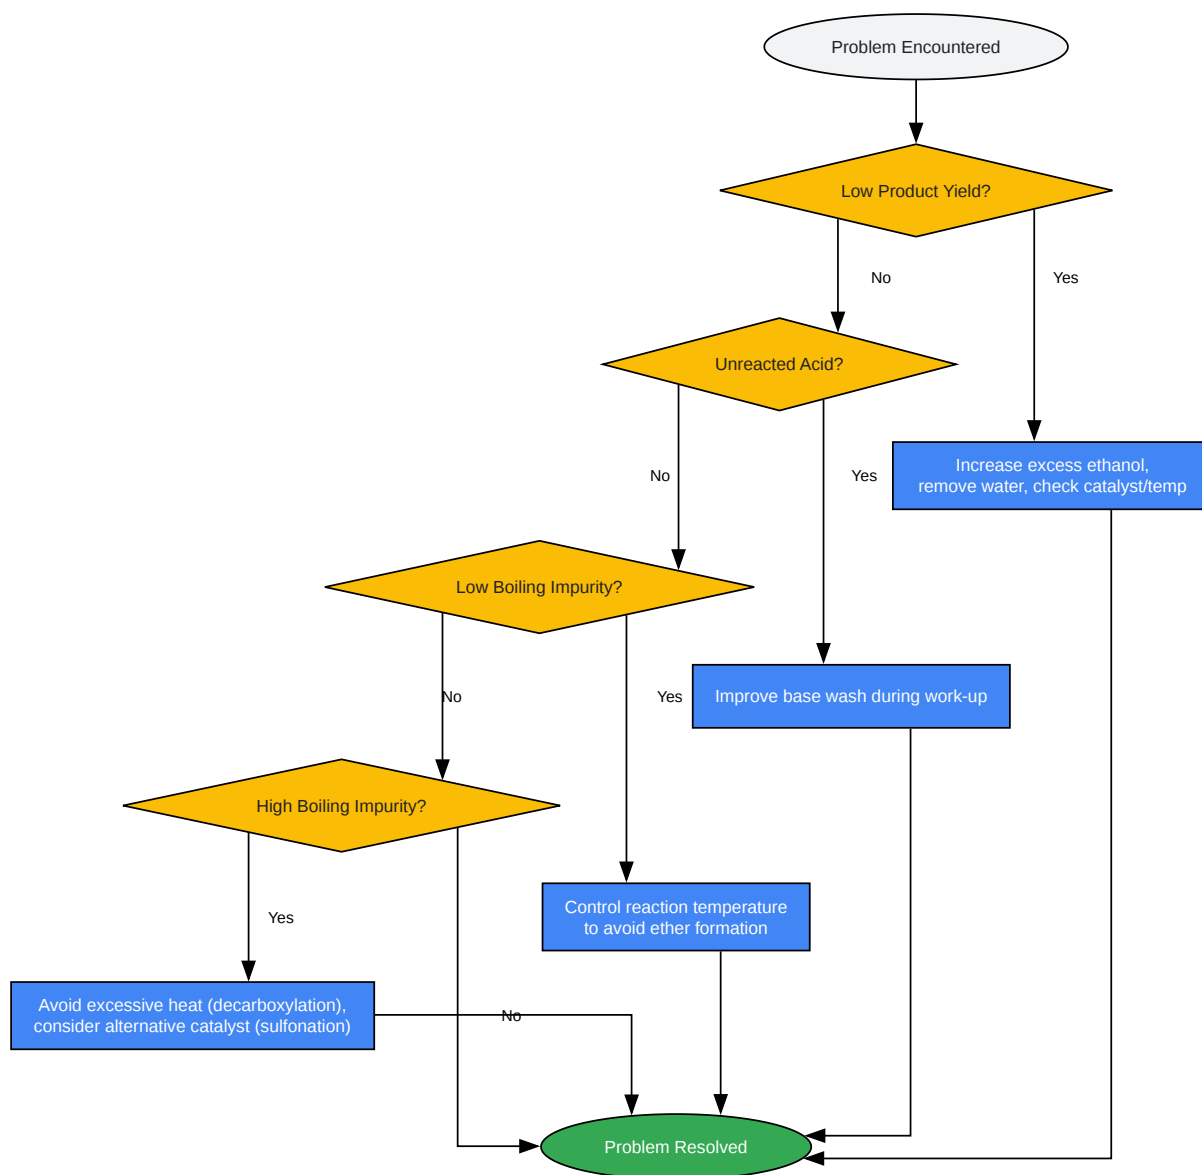 Problem Encountered
Low Product Yield?
No
Yes
Unreacted Acid?
No
Yes
Increase excess ethanol,
remove water, check catalyst/temp
Low Boiling Impurity?
No
Yes
Improve base wash during work-up
High Boiling Impurity?
Yes
Control reaction temperature
to avoid ether formation
Avoid excessive heat (decarboxylation),
consider alternative catalyst (sulfonation)
No
Problem Resolved